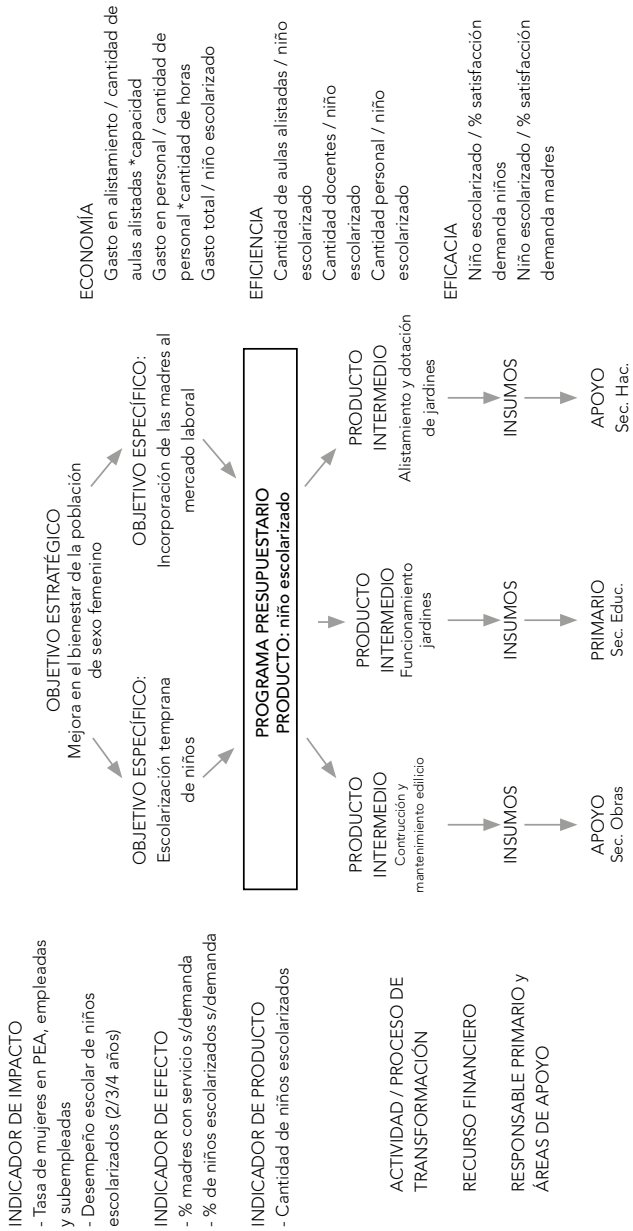 INDICADOR DE IMPACTO
- Tasa de mujeres en PEA, empleadas
y subempleadas
- Desempeño escolar de niños
escolarizados (2/3/4 años)
INDICADOR DE EFECTO
- % madres con servicio s/demanda
- % de niños escolarizados s/demanda
INDICADOR DE PRODUCTO
- Cantidad de niños escolarizados
ACTIVIDAD / PROCESO DE
TRANSFORMACIÓN
RECURSO FINANCIERO
RESPONSABLE PRIMARIO y
ÁREAS DE APOYO
OBJETIVO ESTRATÉGICO
Mejora en el bienestar de la población
de sexo femenino
OBJETIVO ESPECÍFICO:
Escolarización temprana
de niños
OBJETIVO ESPECÍFICO:
Incorporación de las madres al
mercado laboral
PROGRAMA PRESUPUESTARIO
PRODUCTO: niño escolarizado
PRODUCTO
INTERMEDIO
Contrucción y
mantenimiento edilicio
INSUMOS
APOYO
Sec. Obras
PRODUCTO
INTERMEDIO
Funcionamiento
jardines
INSUMOS
PRIMARIO
Sec. Educ.
PRODUCTO
INTERMEDIO
Alistamiento y dotación
de jardines
INSUMOS
APOYO
Sec. Hac.
ECONOMÍA
Gasto en alistamiento / cantidad de
aulas alistadas *capacidad
Gasto en personal / cantidad de
personal *cantidad de horas
Gasto total / niño escolarizado
EFICIENCIA
Cantidad de aulas alistadas / niño
escolarizado
Cantidad docentes / niño
escolarizado
Cantidad personal / niño
escolarizado
EFICACIA
Niño escolarizado / % satisfacción
demanda niños
Niño escolarizado / % satisfacción
demanda madres